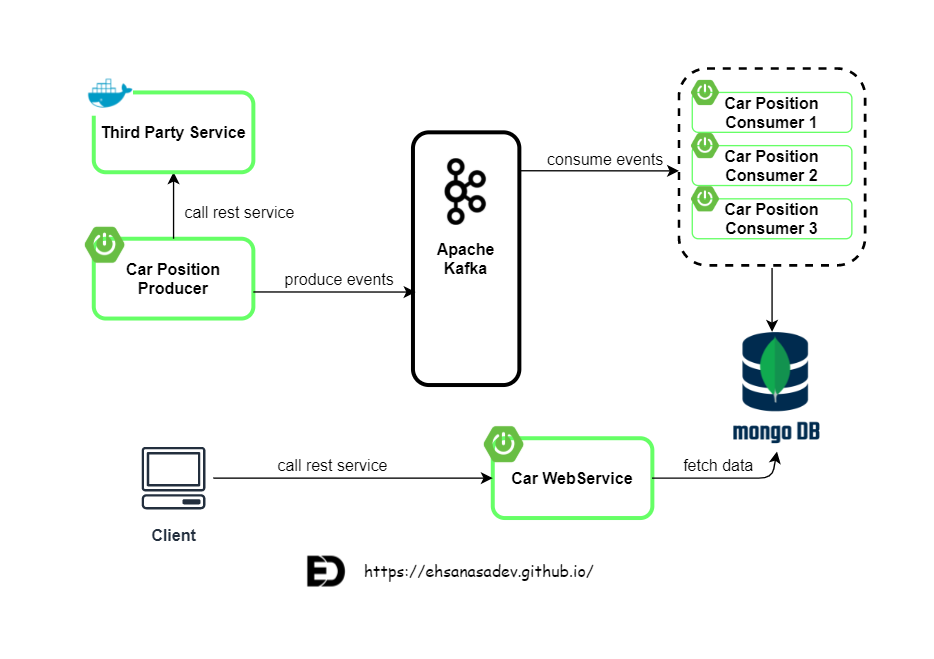 Third Party Service
call rest service
Car Position
Producer
produce events
Apache
Kafka
consume events
Car Position
Consumer 1
Car Position
Consumer 2
Car Position
Consumer 3
mongo DB
Client
call rest service
Car WebService
fetch data
ED
https://ehsanasadev.github.io/